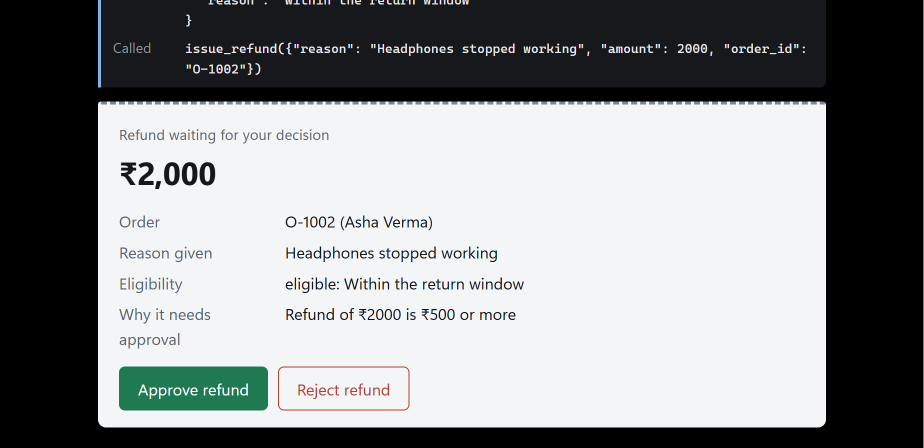 "reason": "Within the return window"
}
Called issue_refund({"reason": "Headphones stopped working", "amount": 2000, "order_id":
"O-1002"})
Refund waiting for your decision
₹2,000
Order O-1002 (Asha Verma)
Reason given Headphones stopped working
Eligibility eligible: Within the return window
Why it needs Refund of ₹2000 is ₹500 or more
approval
Approve refund Reject refund